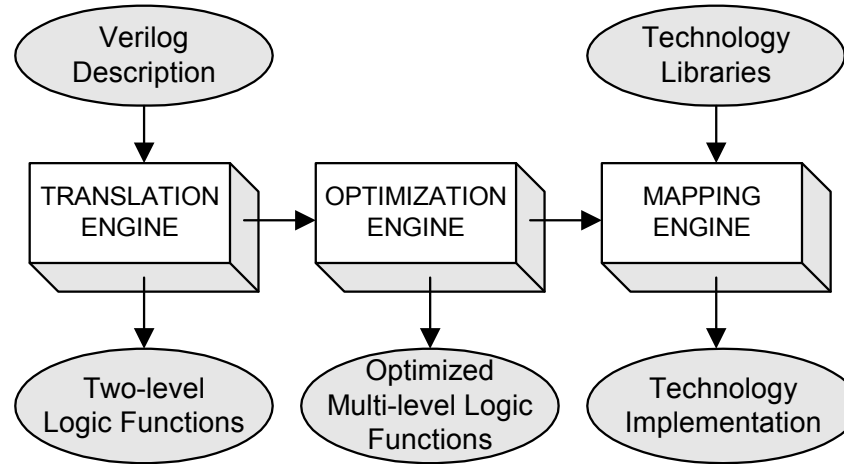 Verilog
Description
Technology
Libraries
TRANSLATION
ENGINE
OPTIMIZATION
ENGINE
MAPPING
ENGINE
Two-level
Logic Functions
Optimized
Multi-level Logic
Functions
Technology
Implementation